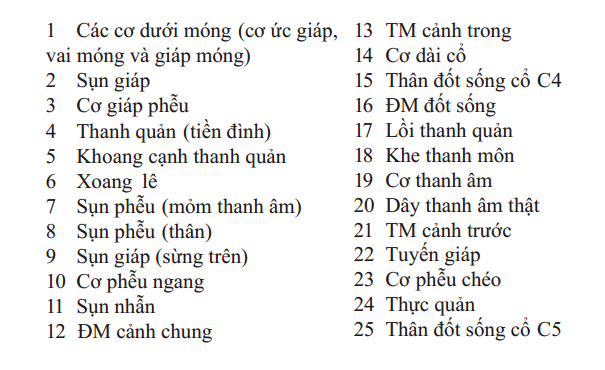 1 Các cơ dưới móng (cơ ức giáp,
vai móng và giáp móng)
2 Sụn giáp
3 Cơ giáp phễu
4 Thanh quản (tiền đình)
5 Khoang cạnh thanh quản
6 Xoang lê
7 Sụn phễu (mỏm thanh âm)
8 Sụn phễu (thân)
9 Sụn giáp (sừng trên)
10 Cơ phễu ngang
11 Sụn nhẫn
12 ĐM cảnh chung
13 TM cảnh trong
14 Cơ dài cổ
15 Thân đốt sống cổ C4
16 ĐM đốt sống
17 Lồi thanh quản
18 Khe thanh môn
19 Cơ thanh âm
20 Dây thanh âm thật
21 TM cảnh trước
22 Tuyến giáp
23 Cơ phễu chéo
24 Thực quản
25 Thân đốt sống cổ C5